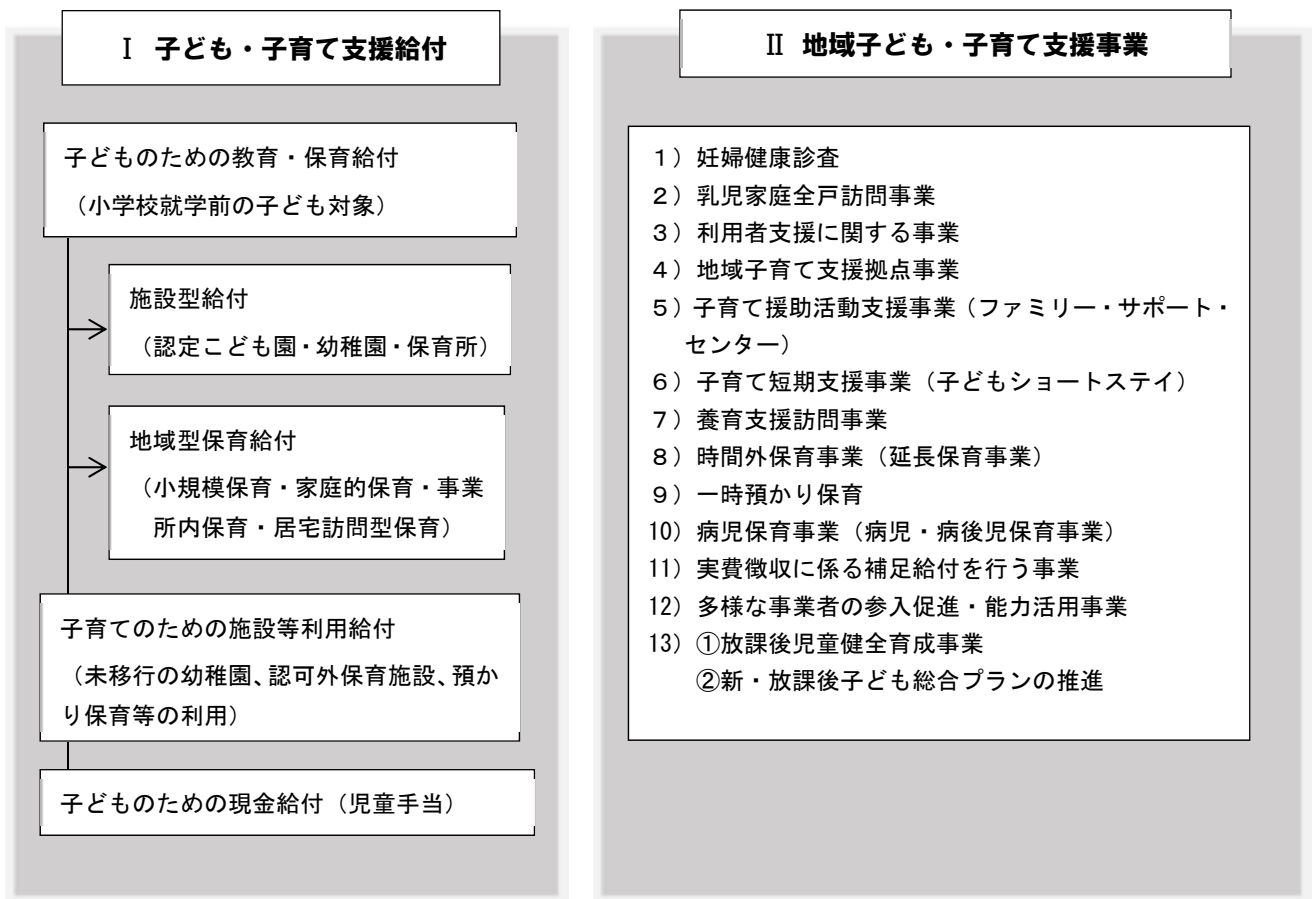 Ⅰ 子ども・子育て支援給付
子どものための教育・保育給付
（小学校就学前の子ども対象）
施設型給付
（認定こども園・幼稚園・保育所）
地域型保育給付
（小規模保育・家庭的保育・事業
所内保育・居宅訪問型保育）
子育てのための施設等利用給付
（未移行の幼稚園、認可外保育施設、預か
り保育等の利用）
子どものための現金給付（児童手当）
Ⅱ 地域子ども・子育て支援事業
１）妊婦健康診査
２）乳児家庭全戸訪問事業
３）利用者支援に関する事業
４）地域子育て支援拠点事業
５）子育て援助活動支援事業（ファミリー・サポート・
センター）
６）子育て短期支援事業（子どもショートステイ）
７）養育支援訪問事業
８）時間外保育事業（延長保育事業）
９）一時預かり保育
10）病児保育事業（病児・病後児保育事業）
11）実費徴収に係る補足給付を行う事業
12）多様な事業者の参入促進・能力活用事業
13）①放課後児童健全育成事業
②新・放課後子ども総合プランの推進